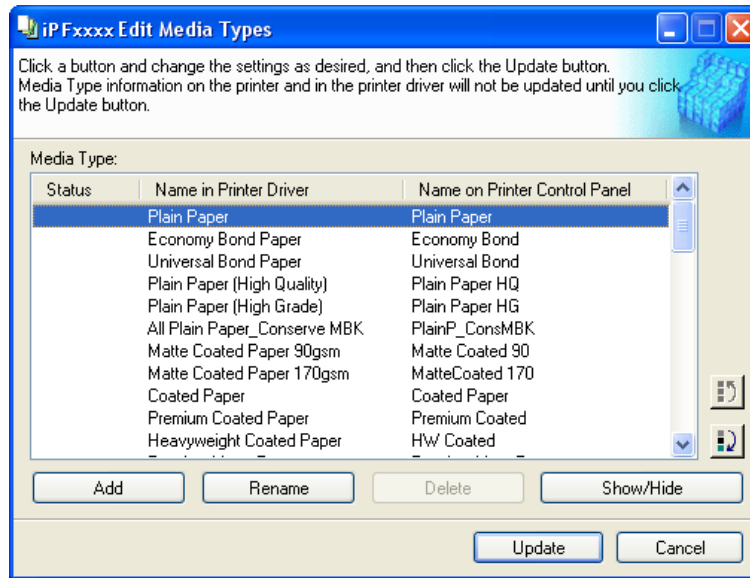 iPFxxxx Edit Media Types
Click a button and change the settings as desired, and then click the Update button.
Media Type information on the printer and in the printer driver will not be updated until you click
the Update button.
Media Type:
Status Name in Printer Driver Name on Printer Control Panel
Plain Paper Plain Paper
Economy Bond Paper Economy Bond
Universal Bond Paper Universal Bond
Plain Paper (High Quality) Plain Paper HQ
Plain Paper (High Grade) Plain Paper HG
All Plain Paper_Conserve MBK PlainP_ConsMBK
Matte Coated Paper 90gsm Matte Coated 90
Matte Coated Paper 170gsm MatteCoated 170
Coated Paper Coated Paper
Premium Coated Paper Premium Coated
Heavyweight Coated Paper HW Coated
Add Rename Delete Show/Hide
Update Cancel